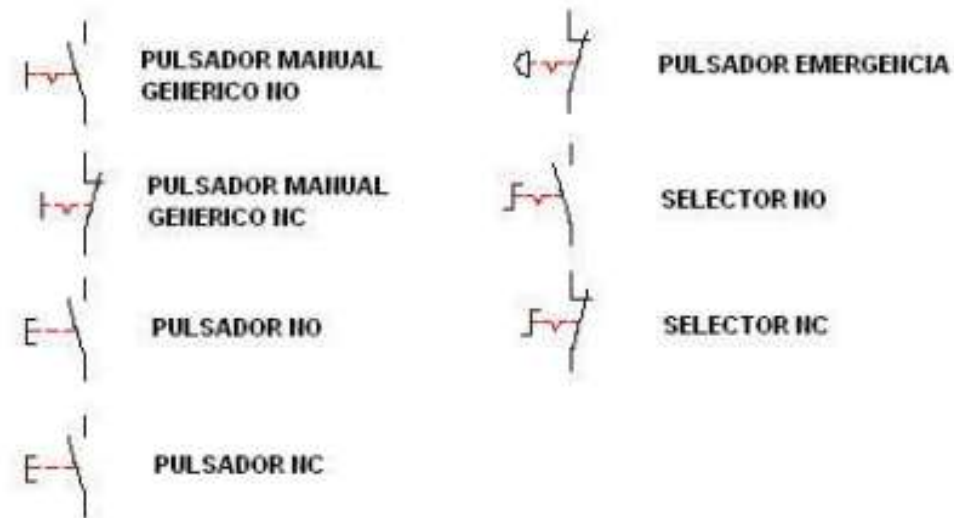 PULSADOR MANUAL
GENERICO NO
PULSADOR MANUAL
GENERICO NC
PULSADOR NO
PULSADOR NC
PULSADOR EMERGENCIA
SELECTOR NO
SELECTOR NC